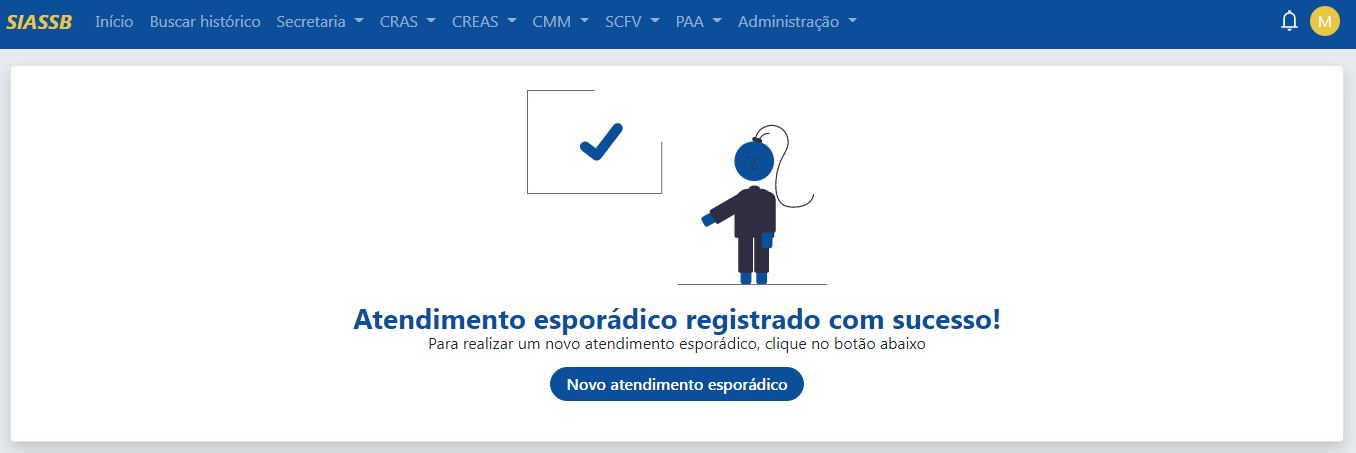 SIASSB Início Buscar histórico Secretaria CRAS CREAS CMM SCFV PAA Administração M
Atendimento esporádico registrado com sucesso!
Para realizar um novo atendimento esporádico, clique no botão abaixo
Novo atendimento esporádico